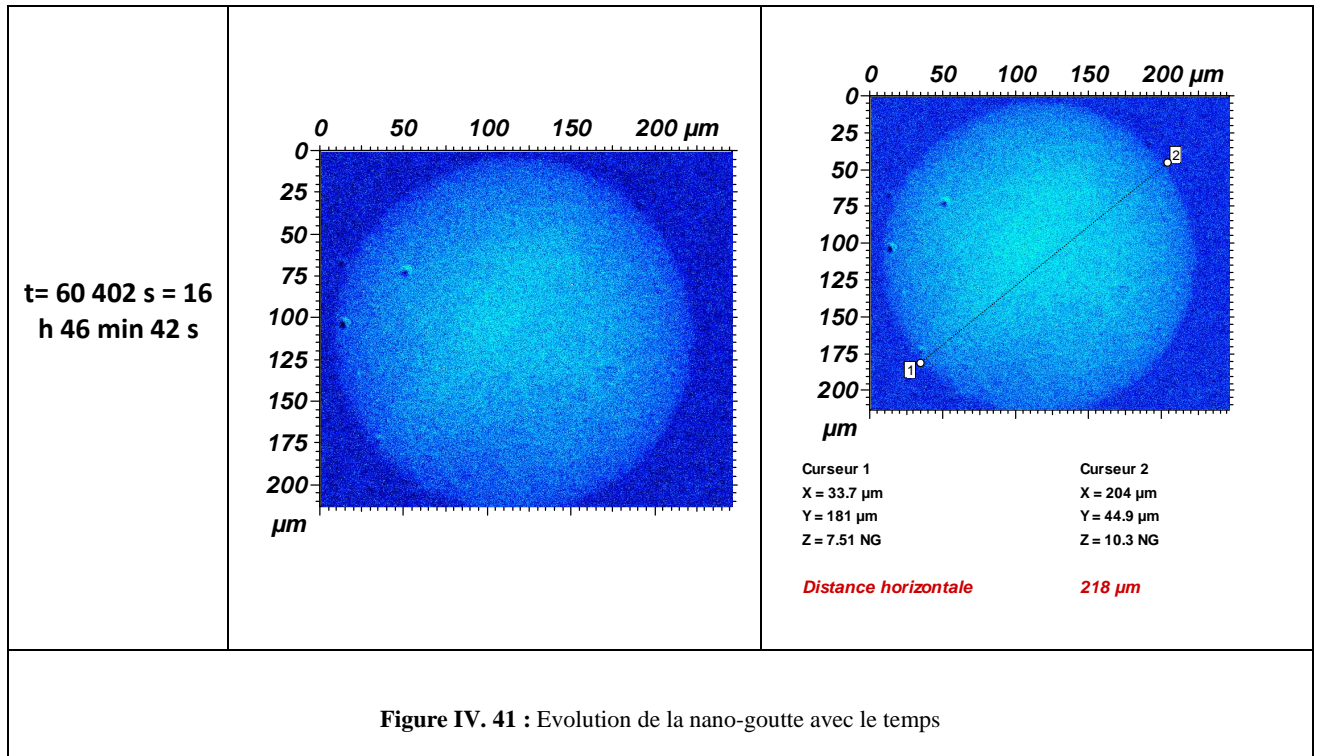 t= 60 402 s = 16
h 46 min 42 s
0 50 100 150 200 µm
0
25
50
75
100
125
150
175
200
µm
0 50 100 150 200 µm
0
25
50
75
100
125
150
175
200
µm
2
1
Curseur 1 Curseur 2
X = 33.7 µm X = 204 µm
Y = 181 µm Y = 44.9 µm
Z = 7.51 NG Z = 10.3 NG
Distance horizontale 218 µm
Figure IV. 41 : Evolution de la nano-goutte avec le temps